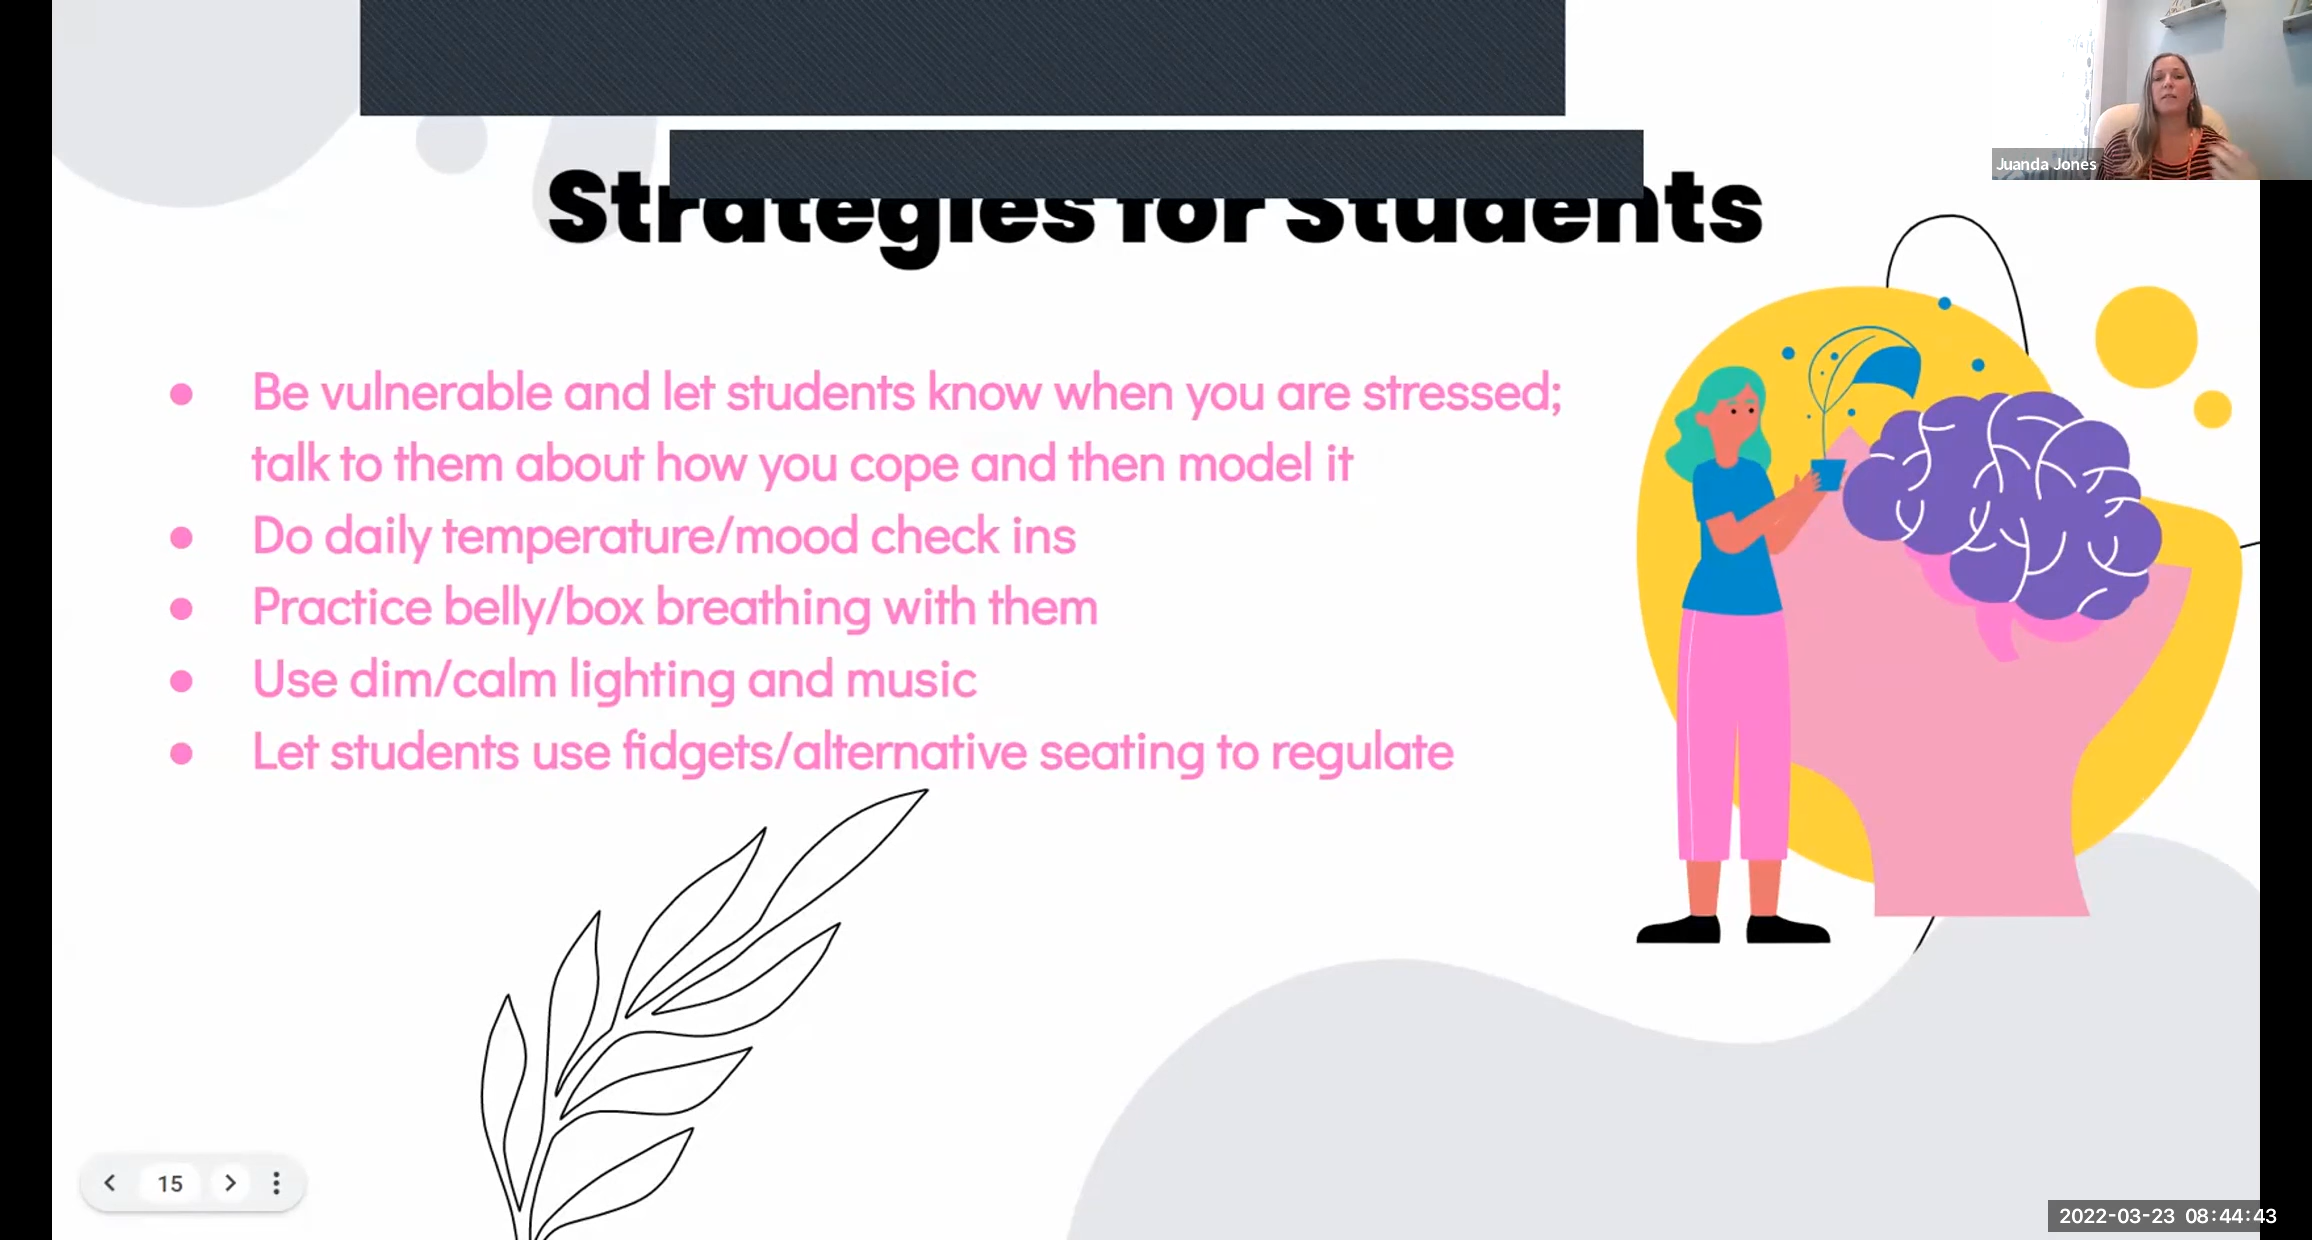 Juanda Jones
Strategies for Students
● Be vulnerable and let students know when you are stressed;
talk to them about how you cope and then model it
● Do daily temperature/mood check ins
● Practice belly/box breathing with them
● Use dim/calm lighting and music
● Let students use fidgets/alternative seating to regulate
15
2022-03-23 08:44:43